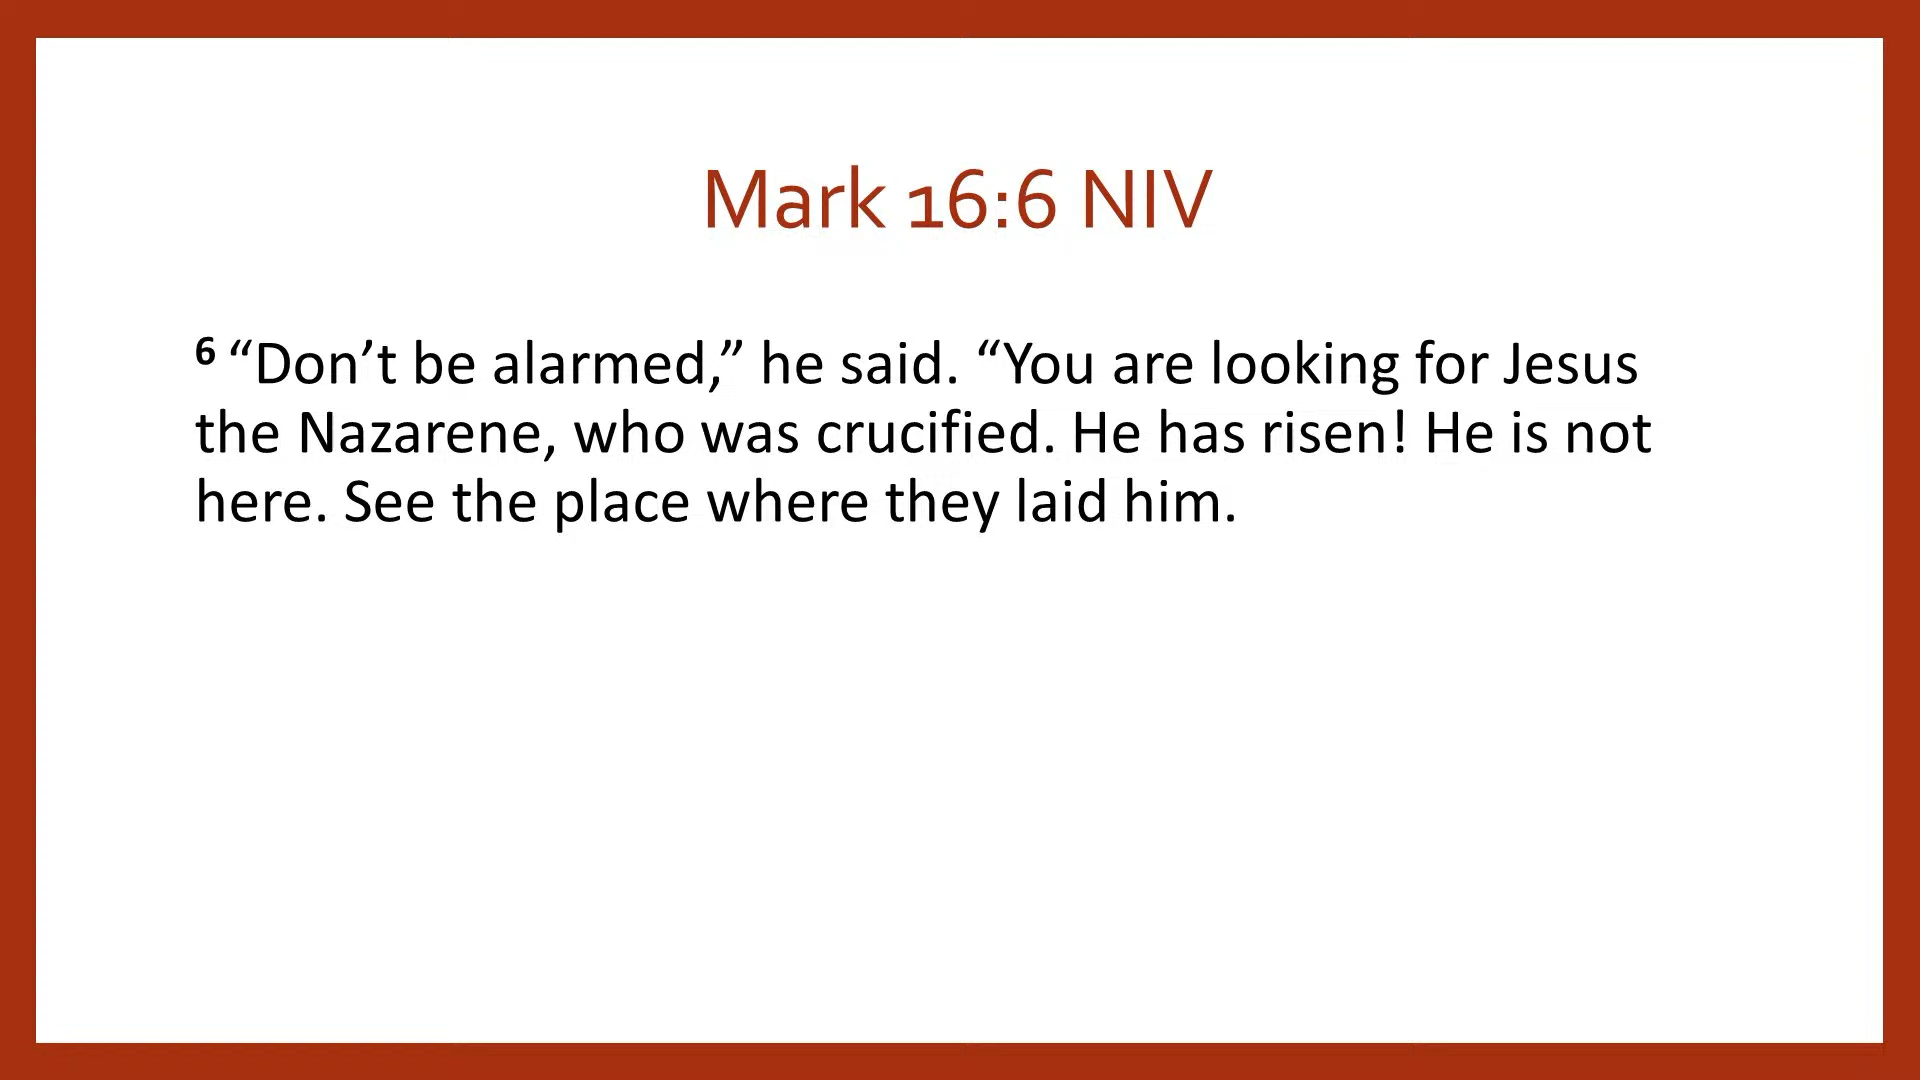 Mark 16:6 NIV
6 “Don’t be alarmed,” he said. “You are looking for Jesus
the Nazarene, who was crucified. He has risen! He is not
here. See the place where they laid him.